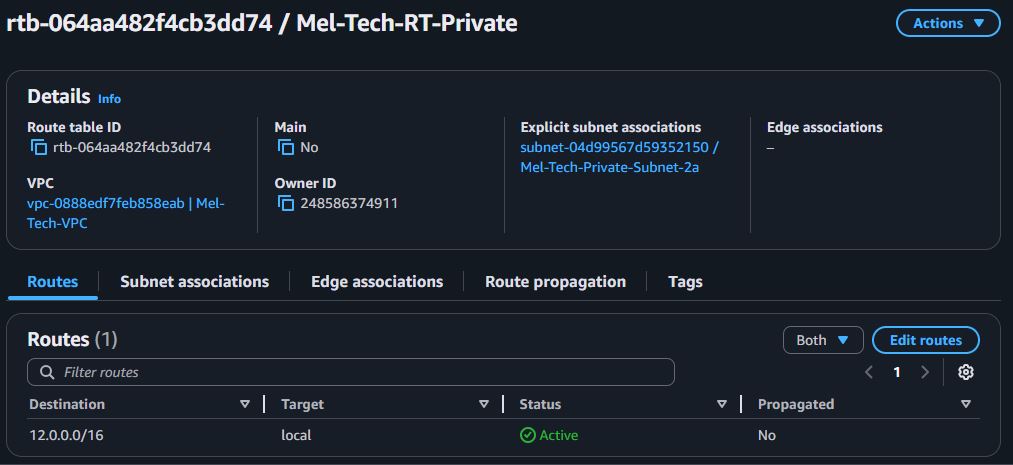 rtb-064aa482f4cb3dd74 / Mel-Tech-RT-Private
Actions
Details Info
Route table ID
rtb-064aa482f4cb3dd74
Main
No
Explicit subnet associations
subnet-04d99567d59352150 /
Mel-Tech-Private-Subnet-2a
Edge associations
–
VPC
vpc-0888edf7feb858eab | Mel-
Tech-VPC
Owner ID
248586374911
Routes Subnet associations Edge associations Route propagation Tags
Routes (1)
Both Edit routes
Filter routes
1
Destination Target Status Propagated
12.0.0.0/16 local Active No